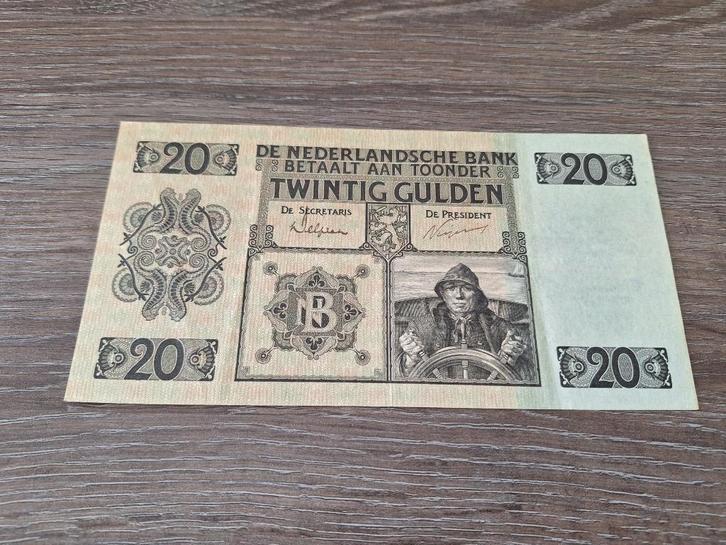 20
DE NEDERLANDSCHE BANK
20
BETAALT AAN TOONDER
TWINTIG GULDEN
DE SECRETARIS
DE PRESIDENT
NB
20
20